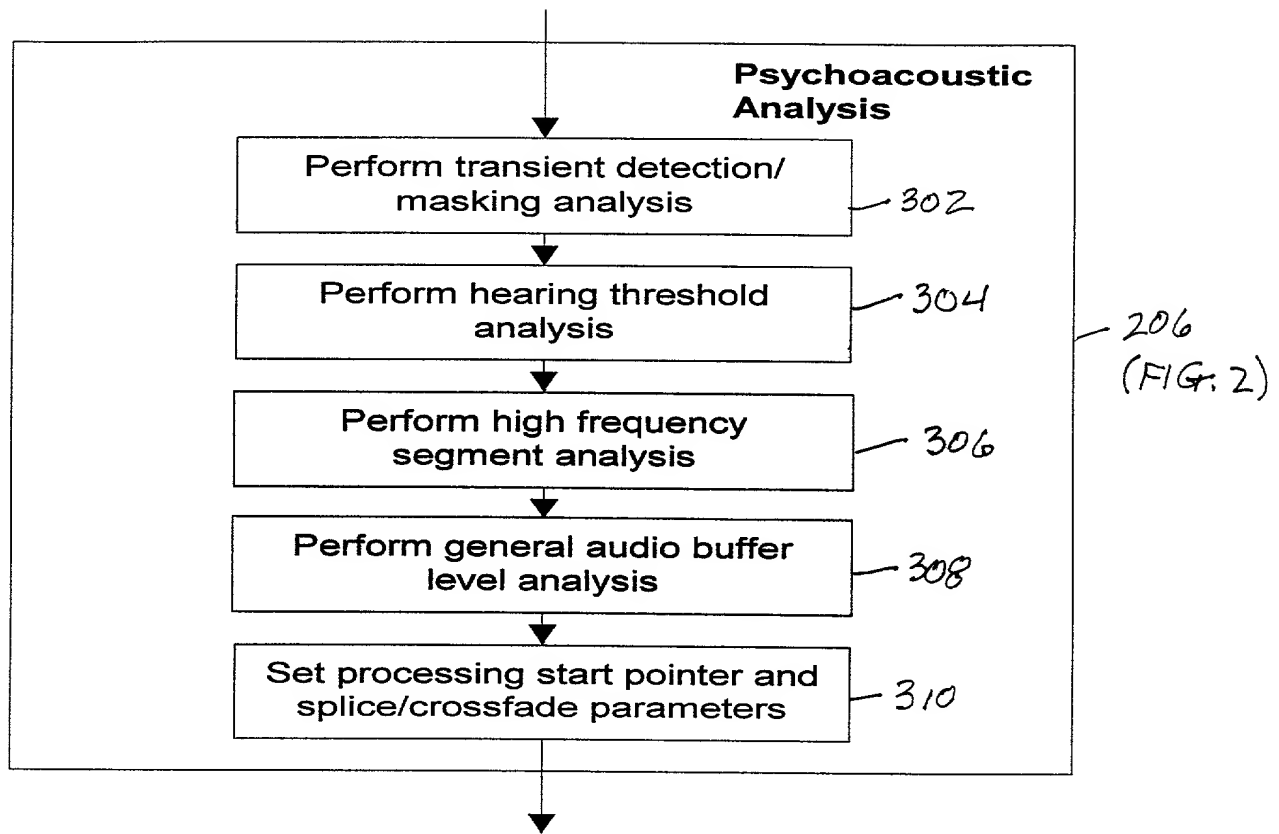 Psychoacoustic
Analysis
Perform transient detection/
masking analysis
302
Perform hearing threshold
analysis
304
206
(FIG. 2)
Perform high frequency
segment analysis
306
Perform general audio buffer
level analysis
308
Set processing start pointer and
splice/crossfade parameters
310